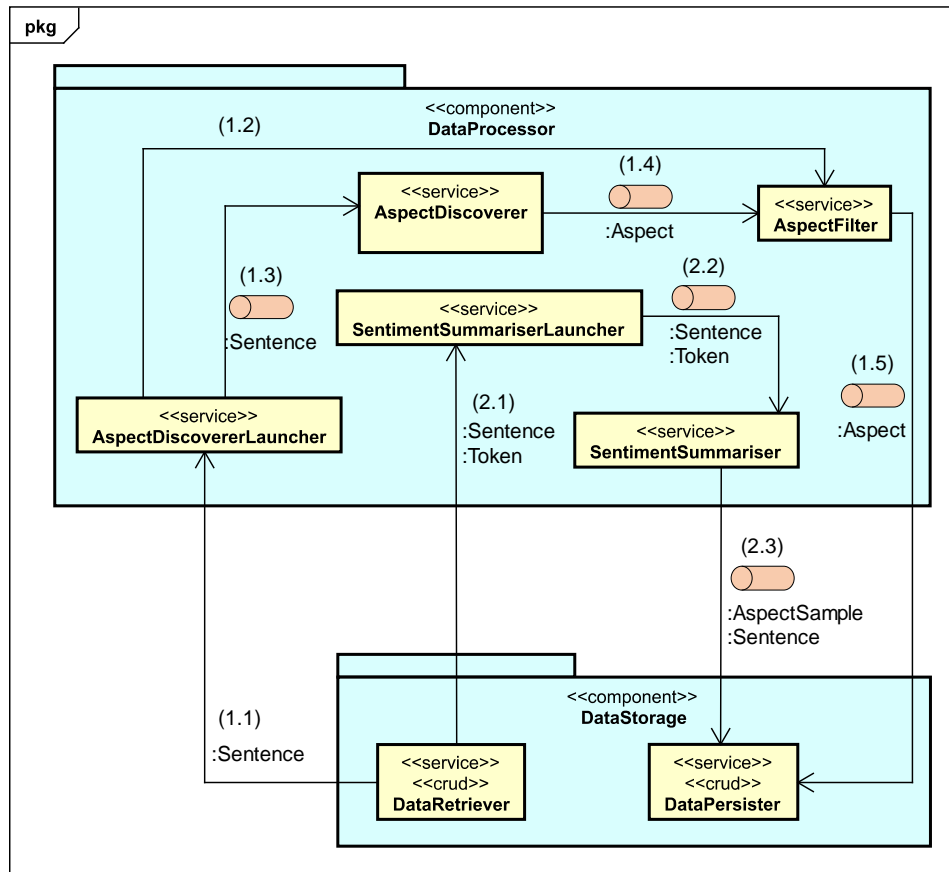 pkg
<<component>>
DataProcessor
(1.2)
(1.4)
<<service>>
AspectDiscoverer
:Aspect
<<service>>
AspectFilter
(1.3)
:Sentence
<<service>>
SentimentSummariserLauncher
(2.2)
:Sentence
:Token
(1.5)
:Aspect
<<service>>
AspectDiscovererLauncher
(2.1)
:Sentence
:Token
<<service>>
SentimentSummariser
(2.3)
:AspectSample
:Sentence
(1.1)
:Sentence
<<component>>
DataStorage
<<service>>
<<crud>>
DataRetriever
<<service>>
<<crud>>
DataPersister